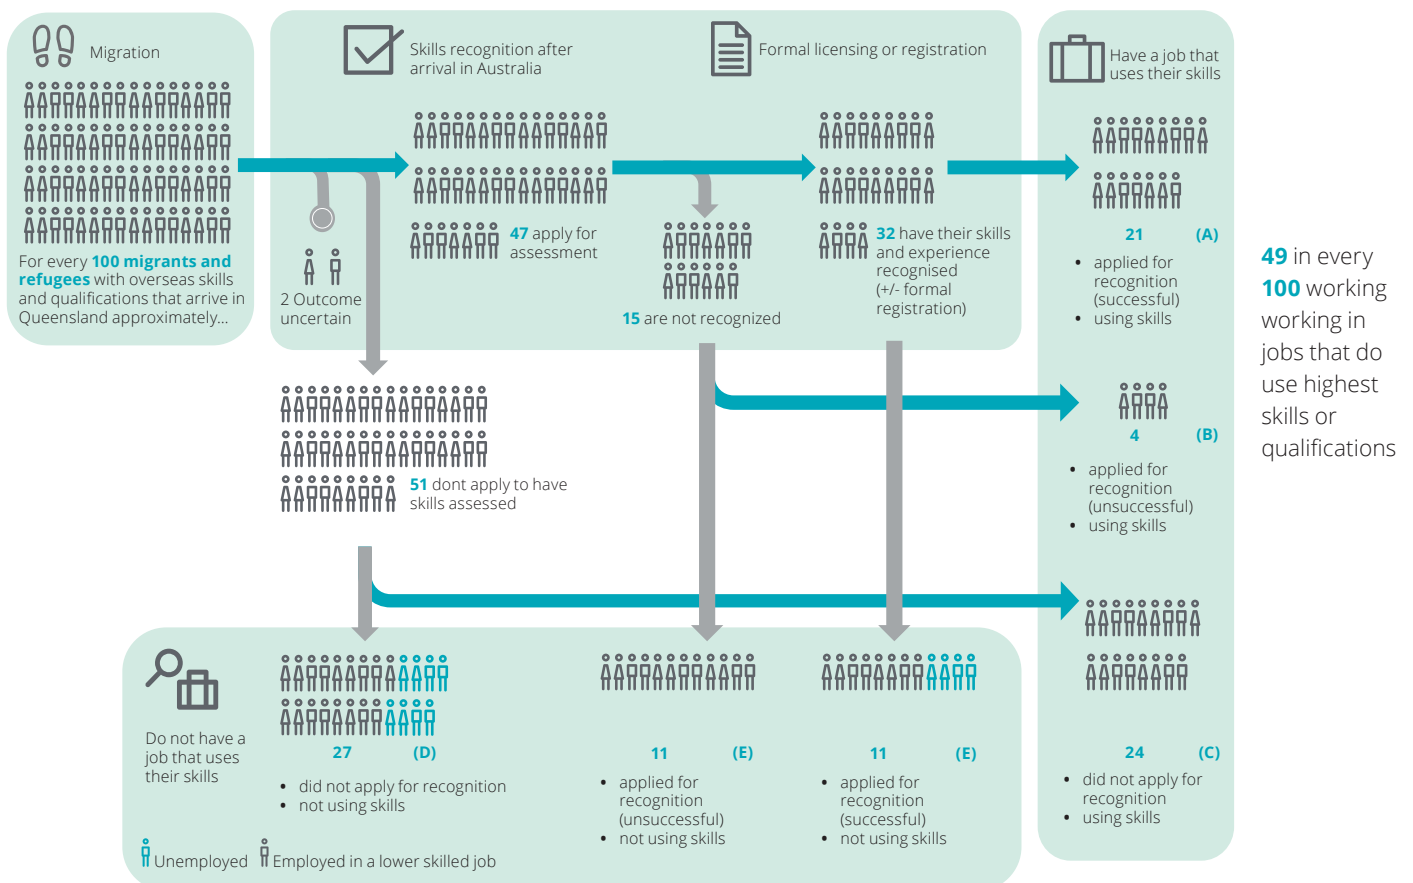 Migration
For every 100 migrants and
refugees with overseas skills
and qualifications that arrive in
Queensland approximately...
Skills recognition after
arrival in Australia
2 Outcome
uncertain
47 apply for
assessment
Formal licensing or registration
15 are not recognized
32 have their skills
and experience
recognised
(+/- formal
registration)
51 dont apply to have
skills assessed
Have a job that
uses their skills
21 (A)
• applied for
recognition
(successful)
• using skills
4 (B)
• applied for
recognition
(unsuccessful)
• using skills
24 (C)
• did not apply for
recognition
• using skills
49 in every
100 working
working in
jobs that do
use highest
skills or
qualifications
Do not have a
job that uses
their skills
27 (D)
• did not apply for recognition
• not using skills
11 (E)
• applied for
recognition
(unsuccessful)
• not using skills
11 (E)
• applied for
recognition
(successful)
• not using skills
Unemployed
Employed in a lower skilled job